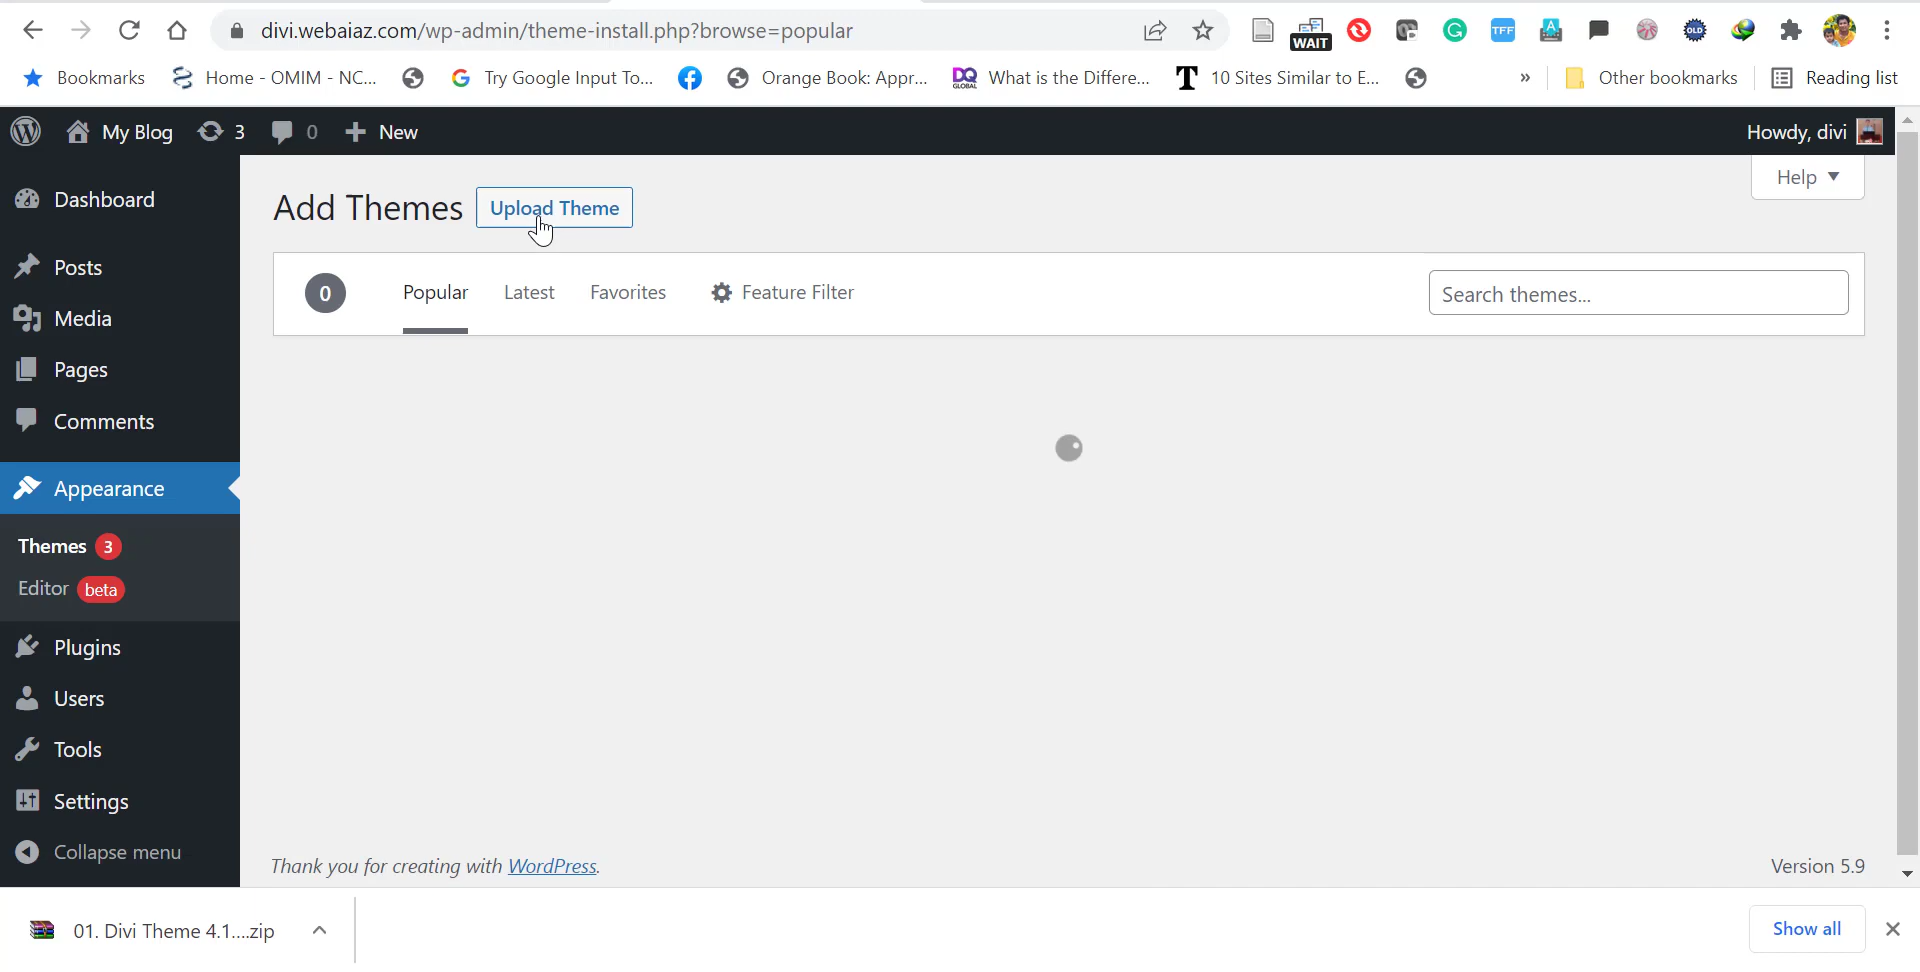 divi.webaiaz.com/wp-admin/theme-install.php?browse=popular
WAIT
TFF
OLD
Bookmarks
Home - OMIM - NC...
Try Google Input To...
Orange Book: Appr...
DQ GLOBAL
What is the Differe...
T
10 Sites Similar to E...
»
Other bookmarks
Reading list
My Blog
3
0
New
Howdy, divi
Help
Dashboard
Posts
Media
Pages
Comments
Appearance
Themes 3
Editor beta
Plugins
Users
Tools
Settings
Collapse menu
Add Themes
Upload Theme
0
Popular
Latest
Favorites
Feature Filter
Search themes...
Thank you for creating with WordPress.
Version 5.9
01. Divi Theme 4.1....zip
Show all